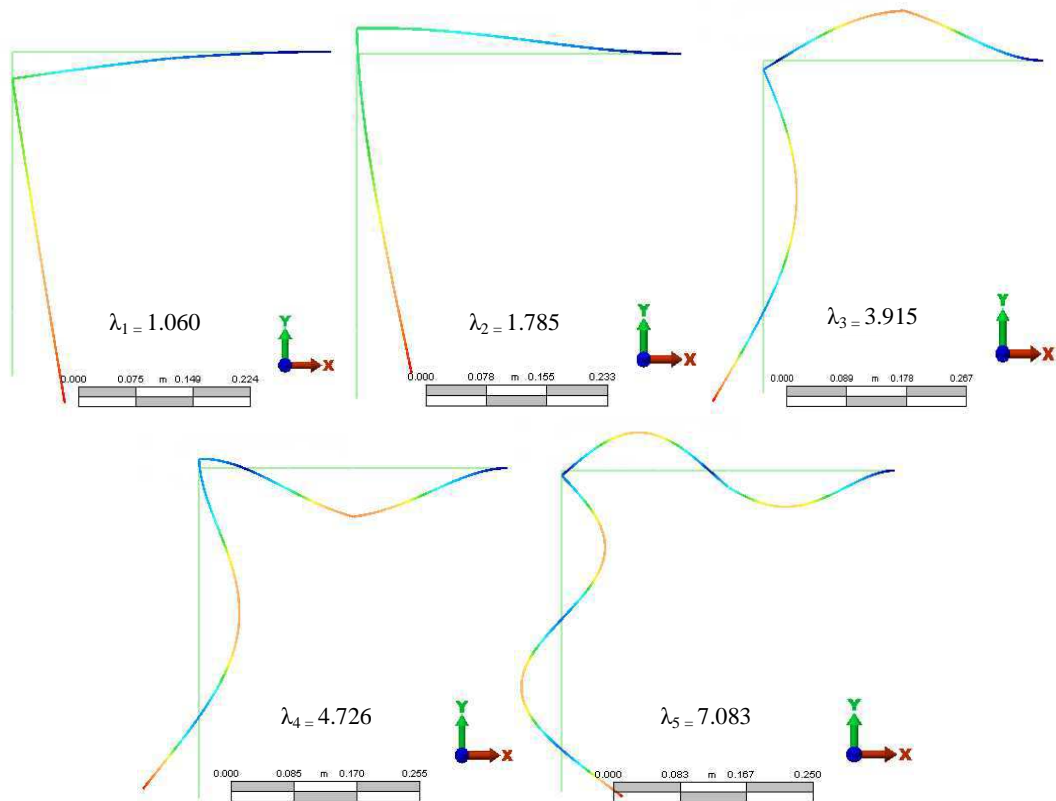 λ1 = 1.060
Y
X
0.000 0.075 m 0.149 0.224
λ2 = 1.785
Y
X
0.000 0.078 m 0.155 0.233
λ3 = 3.915
Y
X
0.000 0.089 m 0.178 0.267
λ4 = 4.726
Y
X
0.000 0.085 m 0.170 0.255
λ5 = 7.083
Y
X
0.000 0.083 m 0.167 0.250